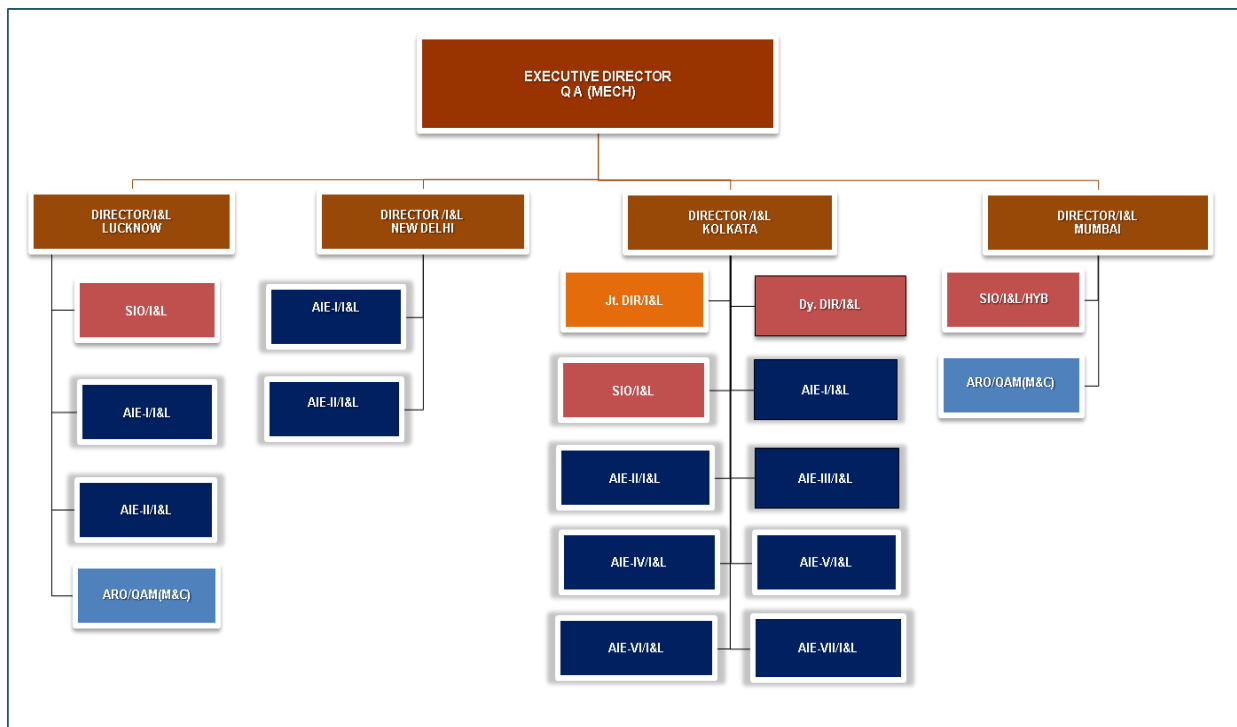 EXECUTIVE DIRECTOR
Q A (MECH)
DIRECTOR/I&L
LUCKNOW
DIRECTOR /I&L
NEW DELHI
DIRECTOR /I&L
KOLKATA
DIRECTOR/I&L
MUMBAI
SIO/I&L
AIE-I/I&L
AIE-II/I&L
ARO/QAM(M&C)
AIE-I/I&L
AIE-II/I&L
Jt. DIR/I&L
Dy. DIR/I&L
SIO/I&L
AIE-I/I&L
AIE-II/I&L
AIE-III/I&L
AIE-IV/I&L
AIE-V/I&L
AIE-VI/I&L
AIE-VII/I&L
SIO/I&L/HYB
ARO/QAM(M&C)